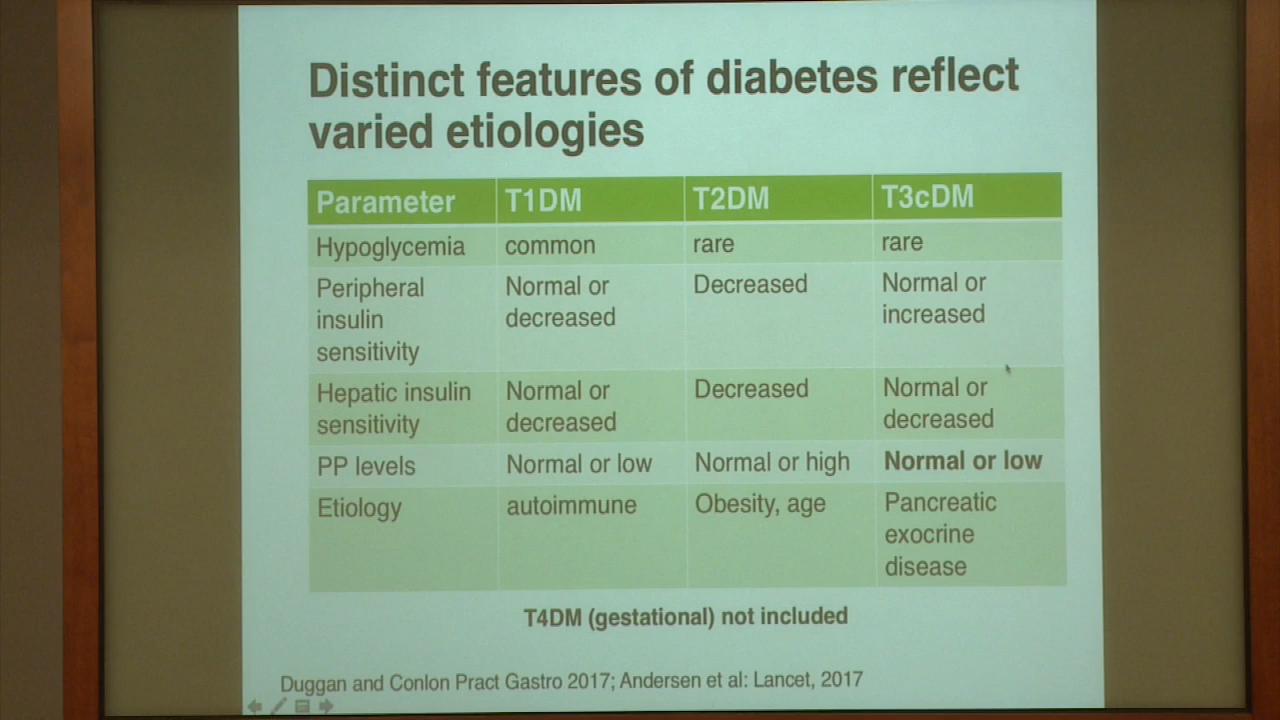 Distinct features of diabetes reflect
varied etiologies
Parameter T1DM T2DM T3cDM
Hypoglycemia common rare rare
Peripheral insulin sensitivity Normal or decreased Decreased Normal or increased
Hepatic insulin sensitivity Normal or decreased Decreased Normal or decreased
PP levels Normal or low Normal or high Normal or low
Etiology autoimmune Obesity, age Pancreatic exocrine disease
T4DM (gestational) not included
Duggan and Conlon Pract Gastro 2017; Andersen et al: Lancet, 2017